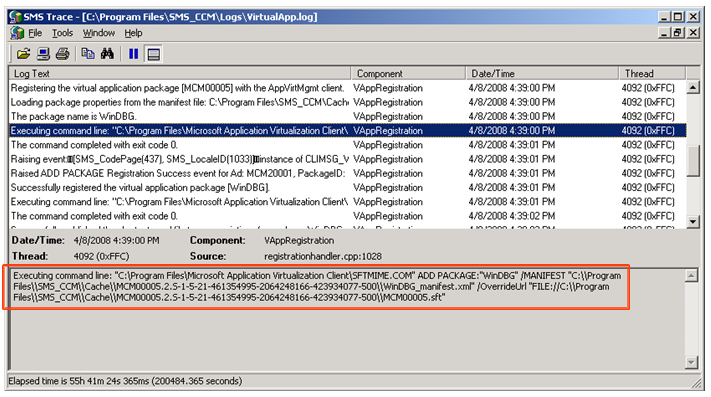 SMS Trace - [C:\Program Files\SMS_CCM\Logs\VirtualApp.log]
File Tools Window Help
Log Text Component Date/Time Thread
Registering the virtual application package [MCM00005] with the AppVirtMgmt client. VAppRegistration 4/8/2008 4:39:00 PM 4092 (0xFFC)
Loading package properties from the manifest file: C:\Program Files\SMS_CCM\Cach VAppRegistration 4/8/2008 4:39:00 PM 4092 (0xFFC)
The package name is WinDBG. VAppRegistration 4/8/2008 4:39:00 PM 4092 (0xFFC)
Executing command line: "C:\Program Files\Microsoft Application Virtualization Client\ VAppRegistration 4/8/2008 4:39:00 PM 4092 (0xFFC)
The command completed with exit code 0. VAppRegistration 4/8/2008 4:39:01 PM 4092 (0xFFC)
Raising event:[SMS_CodePage(437), SMS_LocaleID(1033)]instance of CLIMSG_V VAppRegistration 4/8/2008 4:39:01 PM 4092 (0xFFC)
Raised ADD PACKAGE Registration Success event for Ad: MCM20001, PackageID: VAppRegistration 4/8/2008 4:39:01 PM 4092 (0xFFC)
Successfully registered the virtual application package [WinDBG]. VAppRegistration 4/8/2008 4:39:01 PM 4092 (0xFFC)
Executing command line: "C:\Program Files\Microsoft Application Virtualization Client\ VAppRegistration 4/8/2008 4:39:01 PM 4092 (0xFFC)
The command completed with exit code 0. VAppRegistration 4/8/2008 4:39:02 PM 4092 (0xFFC)
Date/Time: 4/8/2008 4:39:00 PM Component: VAppRegistration
Thread: 4092 (0xFFC) Source: registrationhandler.cpp:1028
Executing command line: "C:\Program Files\Microsoft Application Virtualization Client\SFTMIME.COM" ADD PACKAGE:"WinDBG" /MANIFEST "C:\\Program
Files\\SMS_CCM\\Cache\\MCM00005.2.S-1-5-21-461354995-2064248166-423934077-500\\WinDBG_manifest.xml" /OverrideUrl "FILE://C:\\Program
Files\\SMS_CCM\\Cache\\MCM00005.2.S-1-5-21-461354995-2064248166-423934077-500\\MCM00005.sft"
Elapsed time is 55h 41m 24s 365ms (200484.365 seconds)